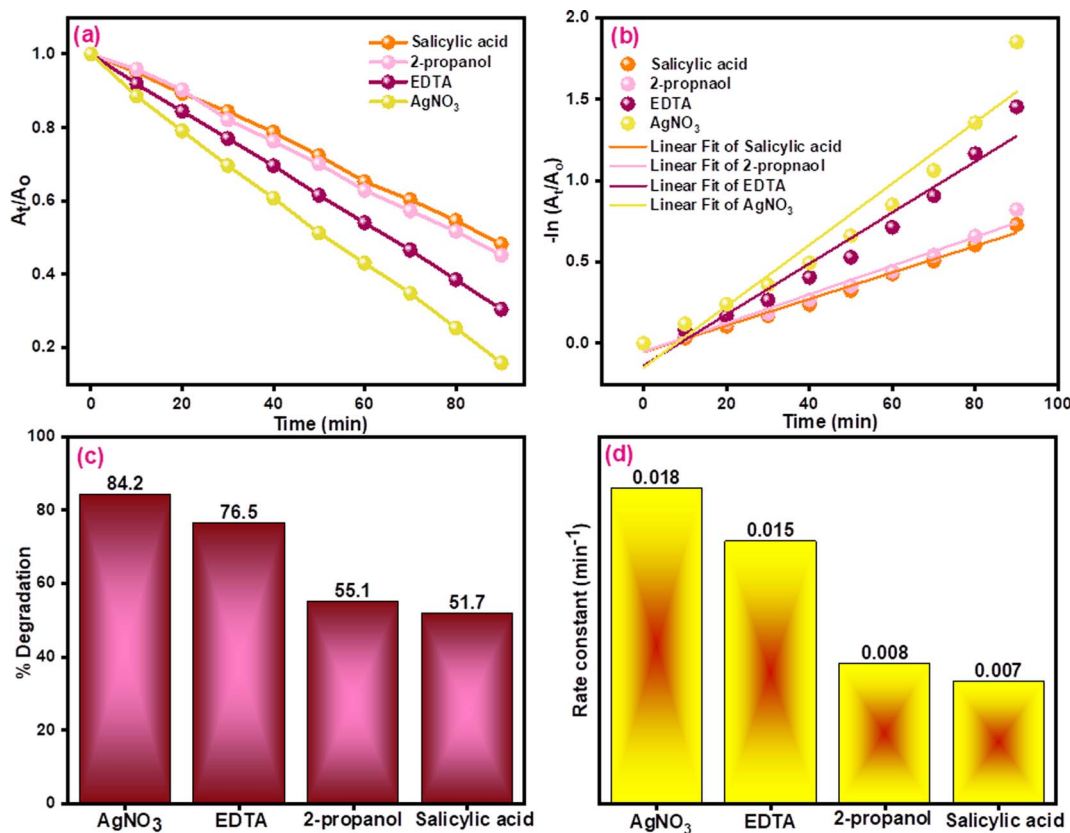 (a)
Salicylic acid
2-propanol
EDTA
AgNO₃
1.0
0.8
0.6
0.4
0.2
Aₜ/Aₒ
0 20 40 60 80
Time (min)
(b)
Salicylic acid
2-propnaol
EDTA
AgNO₃
Linear Fit of Salicylic acid
Linear Fit of 2-propnaol
Linear Fit of EDTA
Linear Fit of AgNO₃
-2.0
1.5
1.0
0.5
0.0
-ln (Aₜ/Aₒ)
0 20 40 60 80 100
Time (min)
(c)
100
80
60
40
20
0
% Degradation
84.2
76.5
55.1
51.7
AgNO₃ EDTA 2-propanol Salicylic acid
(d)
Rate constant (min⁻¹)
0.018
0.015
0.008
0.007
AgNO₃ EDTA 2-propanol Salicylic acid